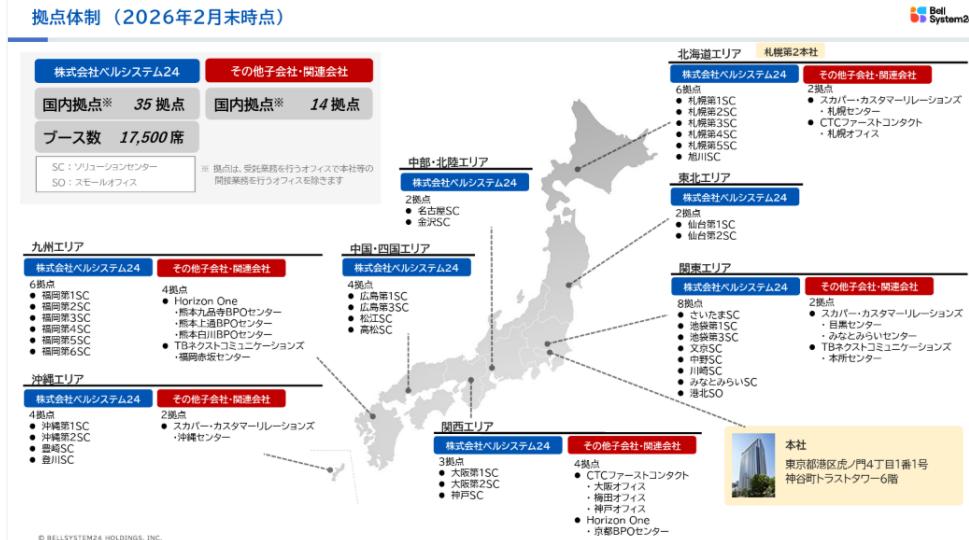 拠点体制 （2026年2月末時点）
Bell
System24
株式会社ベルシステム24
その他子会社・関連会社
国内拠点※ 35 拠点
国内拠点※ 14 拠点
ブース数 17,500 席
SC：ソリューションセンター
SO：スモールオフィス
※ 拠点は、受託業務を行うオフィスで本社等の
間接業務を行うオフィスを除きます
北海道エリア
札幌第2本社
株式会社ベルシステム24
6拠点
● 札幌第1SC
● 札幌第2SC
● 札幌第3SC
● 札幌第4SC
● 札幌第5SC
● 旭川SC
その他子会社・関連会社
2拠点
● スカパー・カスタマーリレーションズ
・札幌センター
● CTCファーストコンタクト
・札幌オフィス
東北エリア
株式会社ベルシステム24
2拠点
● 仙台第1SC
● 仙台第2SC
中部・北陸エリア
株式会社ベルシステム24
2拠点
● 名古屋SC
● 金沢SC
関東エリア
株式会社ベルシステム24
8拠点
● さいたまSC
● 池袋第1SC
● 池袋第3SC
● 文京SC
● 中野SC
● 川崎SC
● みなとみらいSC
● 港北SO
その他子会社・関連会社
2拠点
● スカパー・カスタマーリレーションズ
・目黒センター
・みなとみらいセンター
● TBネクストコミュニケーションズ
・本所センター
九州エリア
株式会社ベルシステム24
6拠点
● 福岡第1SC
● 福岡第2SC
● 福岡第3SC
● 福岡第4SC
● 福岡第5SC
● 福岡第6SC
その他子会社・関連会社
4拠点
● Horizon One
・熊本九品寺BPOセンター
・熊本上通BPOセンター
・熊本白川BPOセンター
● TBネクストコミュニケーションズ
・福岡赤坂センター
中国・四国エリア
株式会社ベルシステム24
4拠点
● 広島第1SC
● 広島第3SC
● 松江SC
● 高松SC
沖縄エリア
株式会社ベルシステム24
4拠点
● 沖縄第1SC
● 沖縄第2SC
● 豊崎SC
● 登川SC
その他子会社・関連会社
2拠点
● スカパー・カスタマーリレーションズ
・沖縄センター
関西エリア
株式会社ベルシステム24
3拠点
● 大阪第1SC
● 大阪第2SC
● 神戸SC
その他子会社・関連会社
4拠点
● CTCファーストコンタクト
・大阪オフィス
・梅田オフィス
・神戸オフィス
● Horizon One
・京都BPOセンター
本社
東京都港区虎ノ門4丁目1番1号
神谷町トラストタワー6階
© BELLSYSTEM24 HOLDINGS, INC.